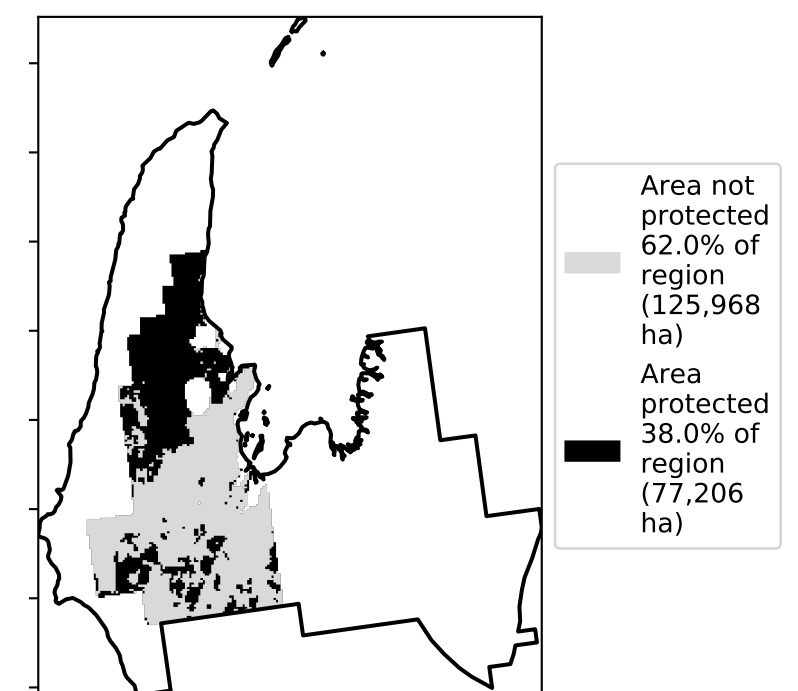 Area not
protected
62.0% of
region
(125,968
ha)
Area
protected
38.0% of
region
(77,206
ha)